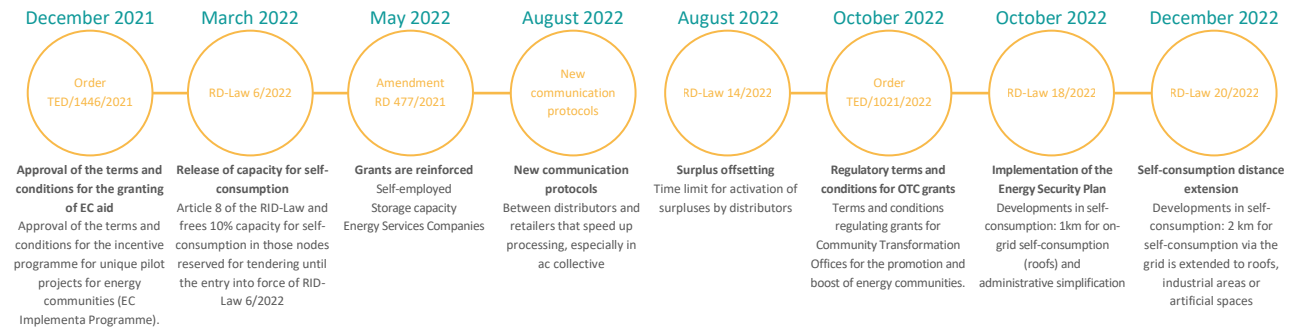 December 2021
Order
TED/1446/2021
Approval of the terms and
conditions for the granting
of EC aid
Approval of the terms and
conditions for the incentive
programme for unique pilot
projects for energy
communities (EC
Implementa Programme).
March 2022
RD-Law 6/2022
Release of capacity for self-
consumption
Article 8 of the RID-Law and
frees 10% capacity for self-
consumption in those nodes
reserved for tendering until
the entry into force of RID-
Law 6/2022
May 2022
Amendment
RD 477/2021
Grants are reinforced
Self-employed
Storage capacity
Energy Services Companies
August 2022
New
communication
protocols
New communication
protocols
Between distributors and
retailers that speed up
processing, especially in
ac collective
August 2022
RD-Law 14/2022
Surplus offsetting
Time limit for activation of
surpluses by distributors
October 2022
Order
TED/1021/2022
Regulatory terms and
conditions for OTC grants
Terms and conditions
regulating grants for
Community Transformation
Offices for the promotion and
boost of energy communities.
October 2022
RD-Law 18/2022
Implementation of the
Energy Security Plan
Developments in self-
consumption: 1km for on-
grid self-consumption
(roofs) and
administrative simplification
December 2022
RD-Law 20/2022
Self-consumption distance
extension
Developments in self-
consumption: 2 km for
self-consumption via the
grid is extended to roofs,
industrial areas or
artificial spaces